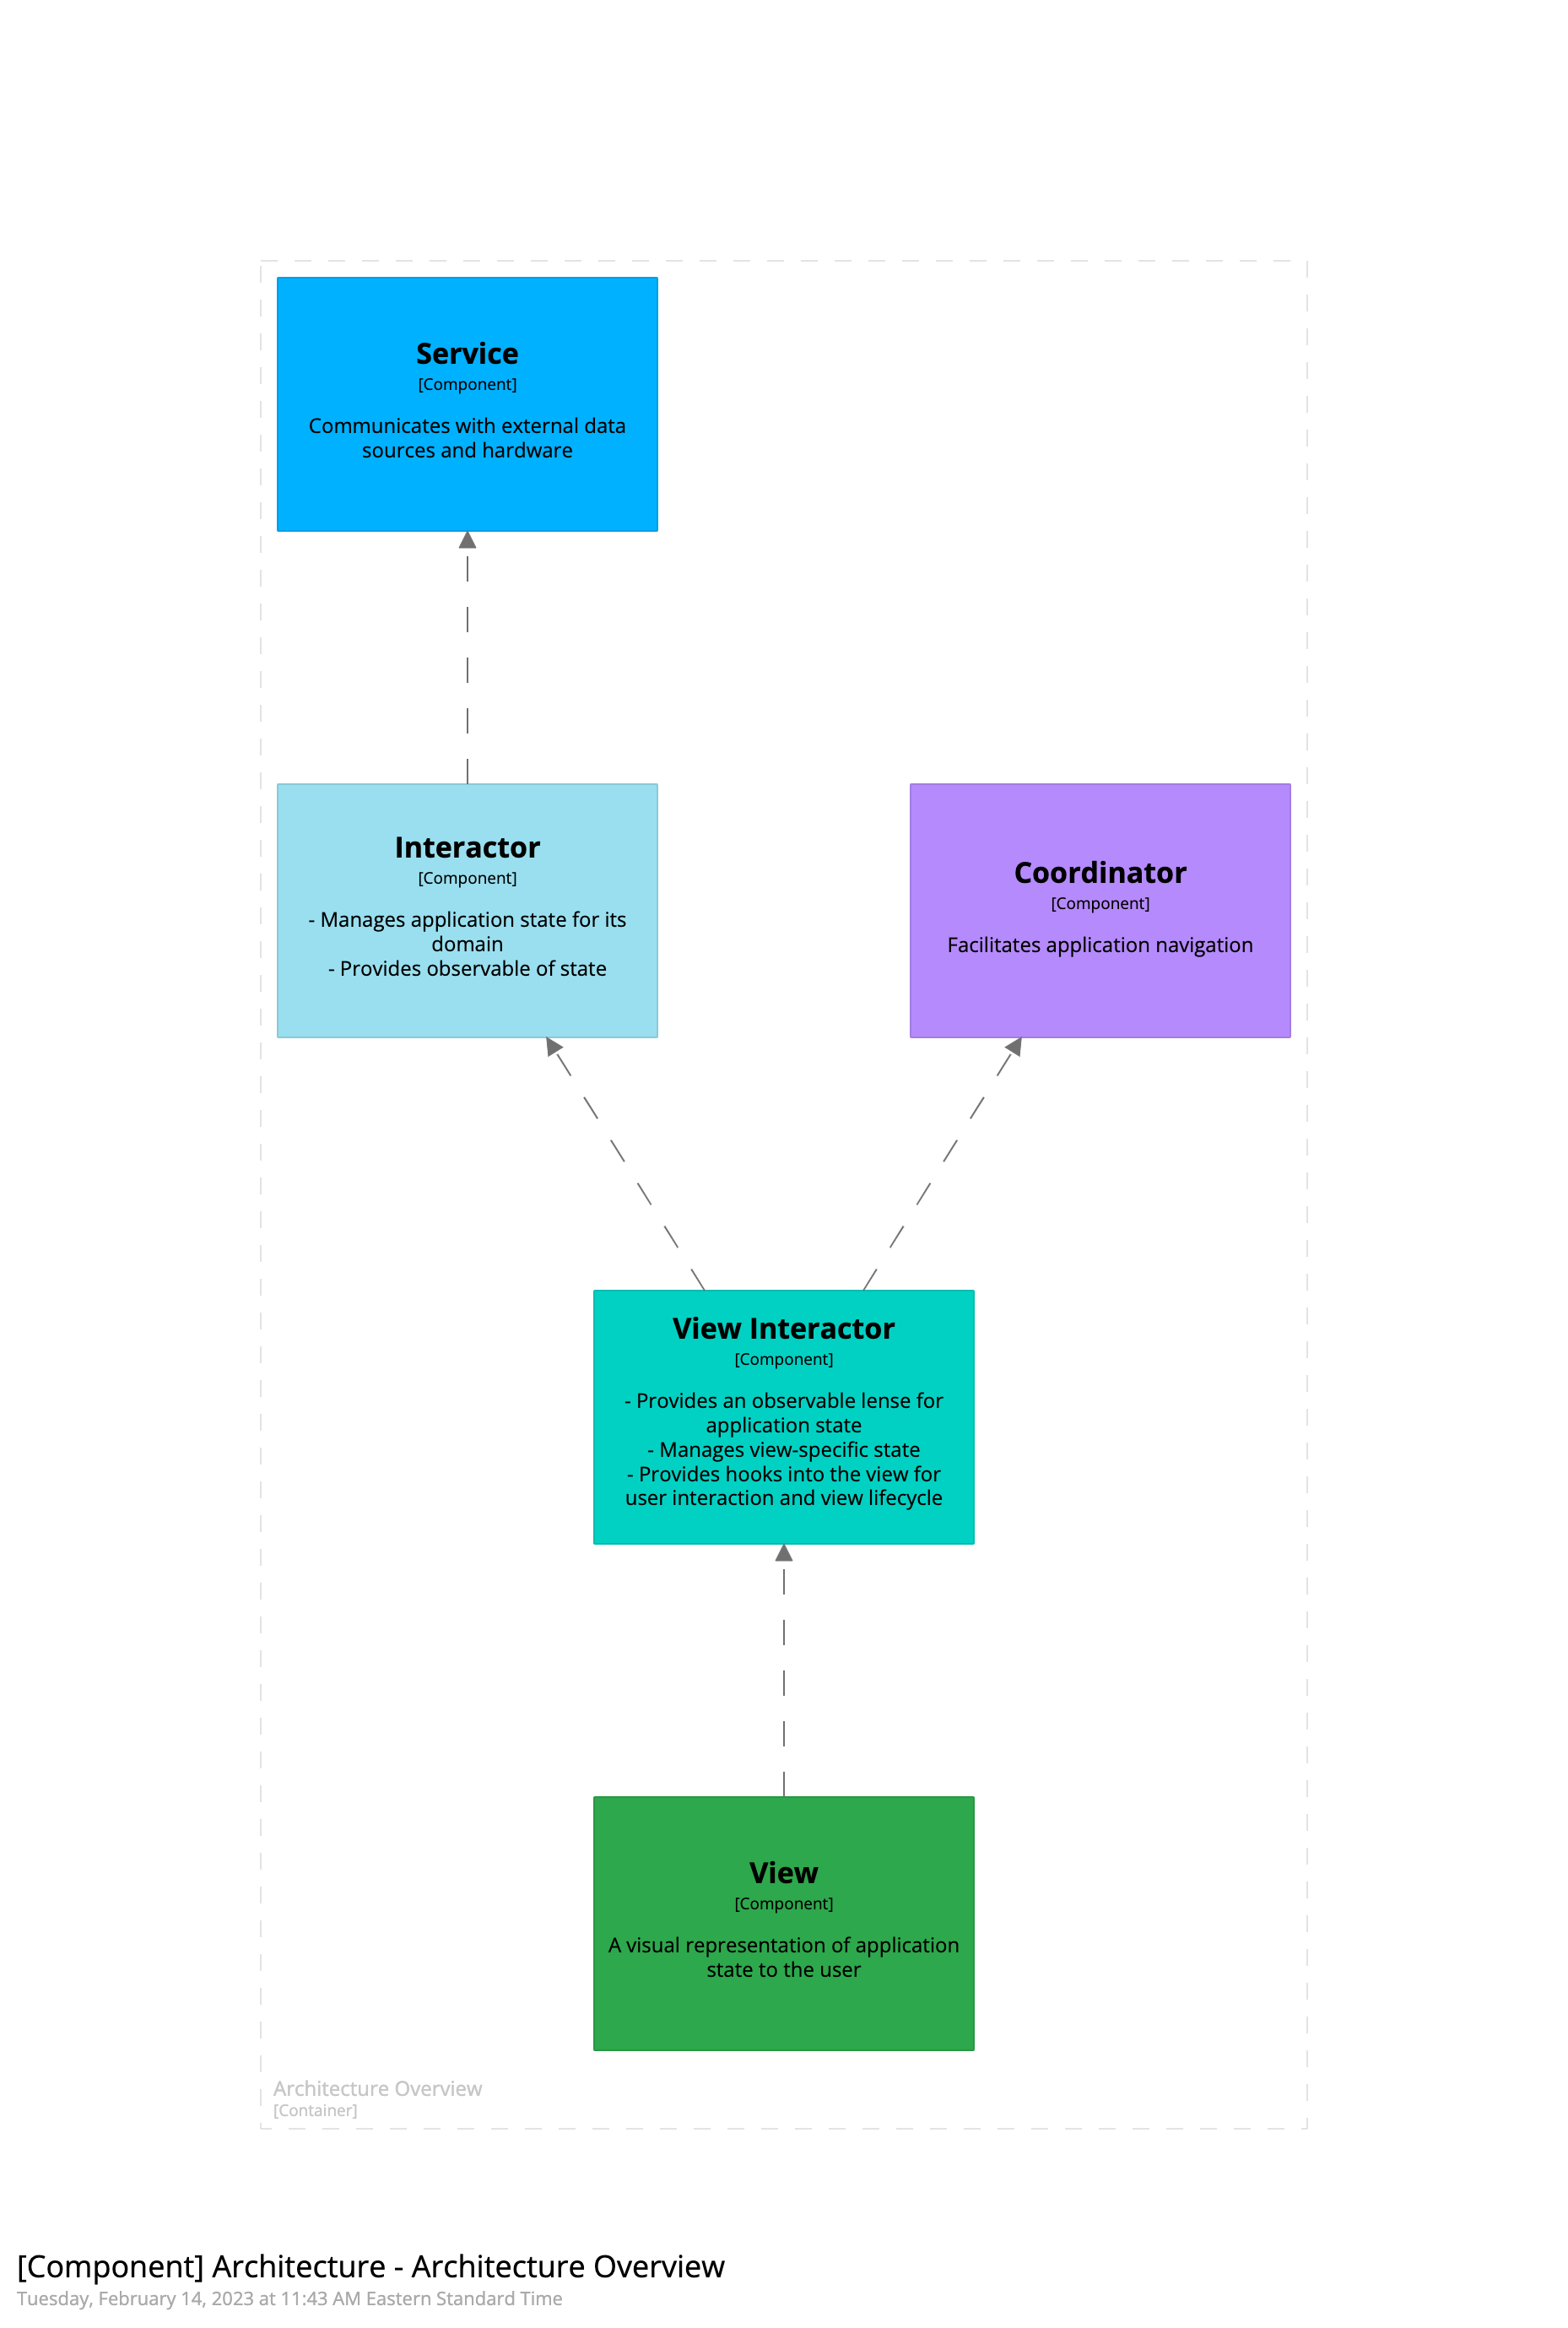 Service
[Component]
Communicates with external data
sources and hardware
Interactor
[Component]
- Manages application state for its
domain
- Provides observable of state
Coordinator
[Component]
Facilitates application navigation
View Interactor
[Component]
- Provides an observable lense for
application state
- Manages view-specific state
- Provides hooks into the view for
user interaction and view lifecycle
View
[Component]
A visual representation of application
state to the user
Architecture Overview
[Container]
[Component] Architecture - Architecture Overview
Tuesday, February 14, 2023 at 11:43 AM Eastern Standard Time